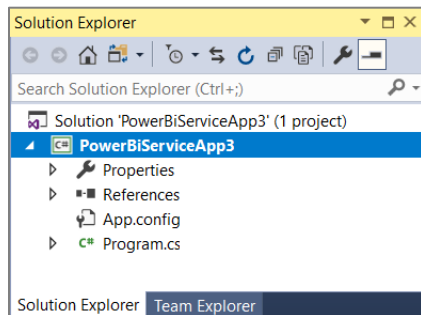 Solution Explorer
Search Solution Explorer (Ctrl+;)
Solution 'PowerBiServiceApp3' (1 project)
C# PowerBiServiceApp3
Properties
References
App.config
C# Program.cs
Solution Explorer Team Explorer